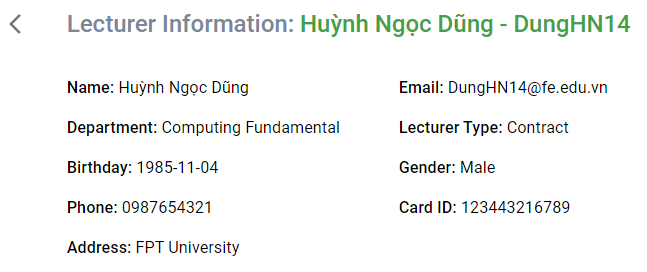 Lecturer Information: Huỳnh Ngọc Dũng - DungHN14
Name: Huỳnh Ngọc Dũng
Email: DungHN14@fe.edu.vn
Department: Computing Fundamental
Lecturer Type: Contract
Birthday: 1985-11-04
Gender: Male
Phone: 0987654321
Card ID: 123443216789
Address: FPT University